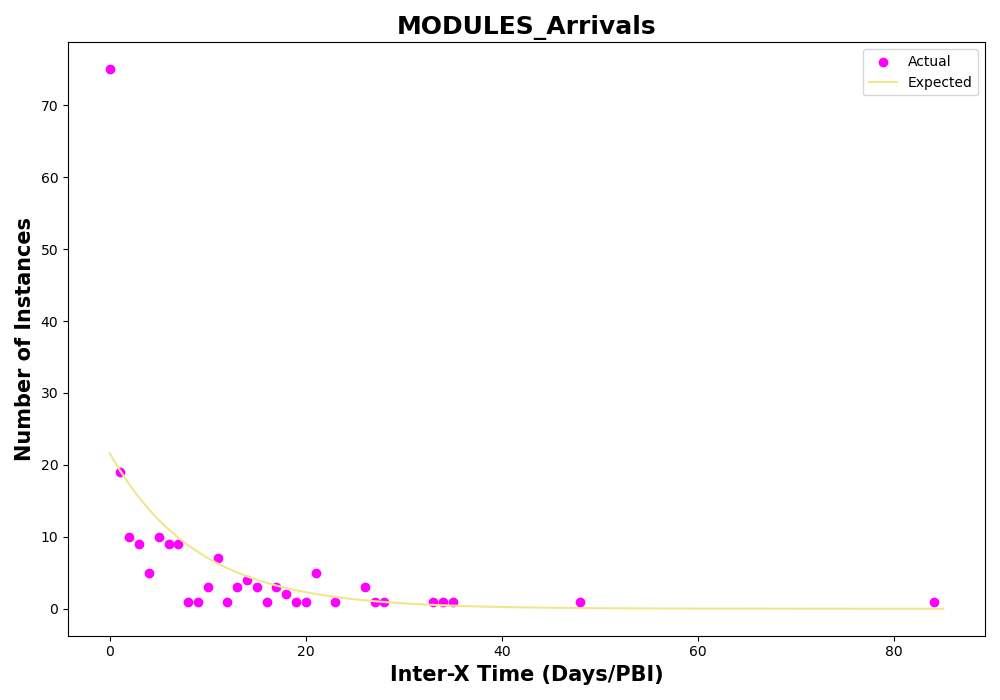 MODULES_Arrivals
Actual
Expected
Number of Instances
70
60
50
40
30
20
10
0
0 20 40 60 80
Inter-X Time (Days/PBI)